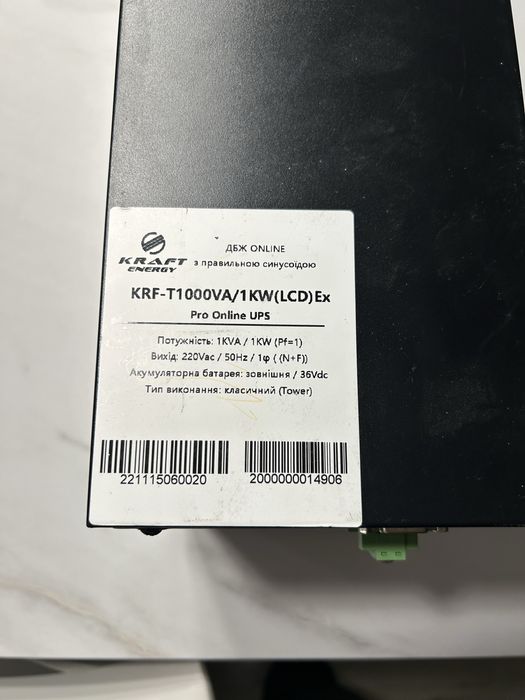 KRAFT
ENERGY
ДБЖ ONLINE
з правильною синусоїдою
KRF-T1000VA/1KW(LCD)Ex
Pro Online UPS
Потужність: 1KVA / 1KW (Pf=1)
Вихід: 220Vac / 50Hz / 1φ ( (N+F))
Акумуляторна батарея: зовнішня / 36Vdc
Тип виконання: класичний (Tower)
221115060020
2000000014906